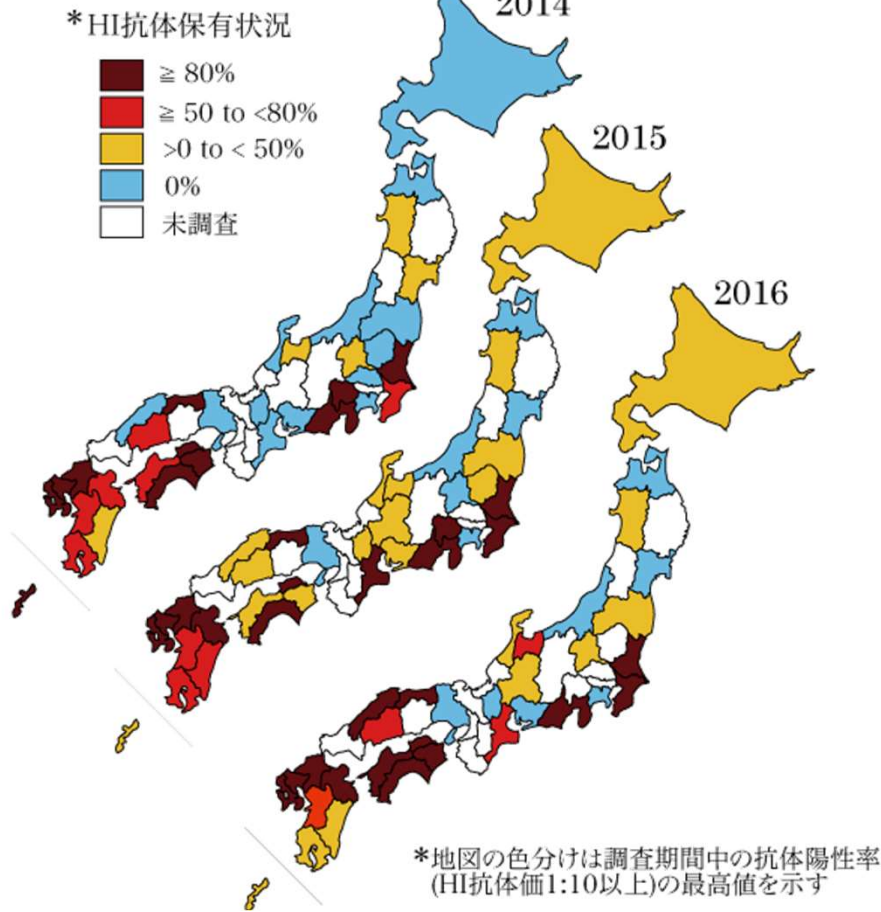 *HI抗体保有状況
≧ 80%
≧ 50 to <80%
>0 to < 50%
0%
未調査
2014
2015
2016
*地図の色分けは調査期間中の抗体陽性率
(HI抗体価1:10以上)の最高値を示す